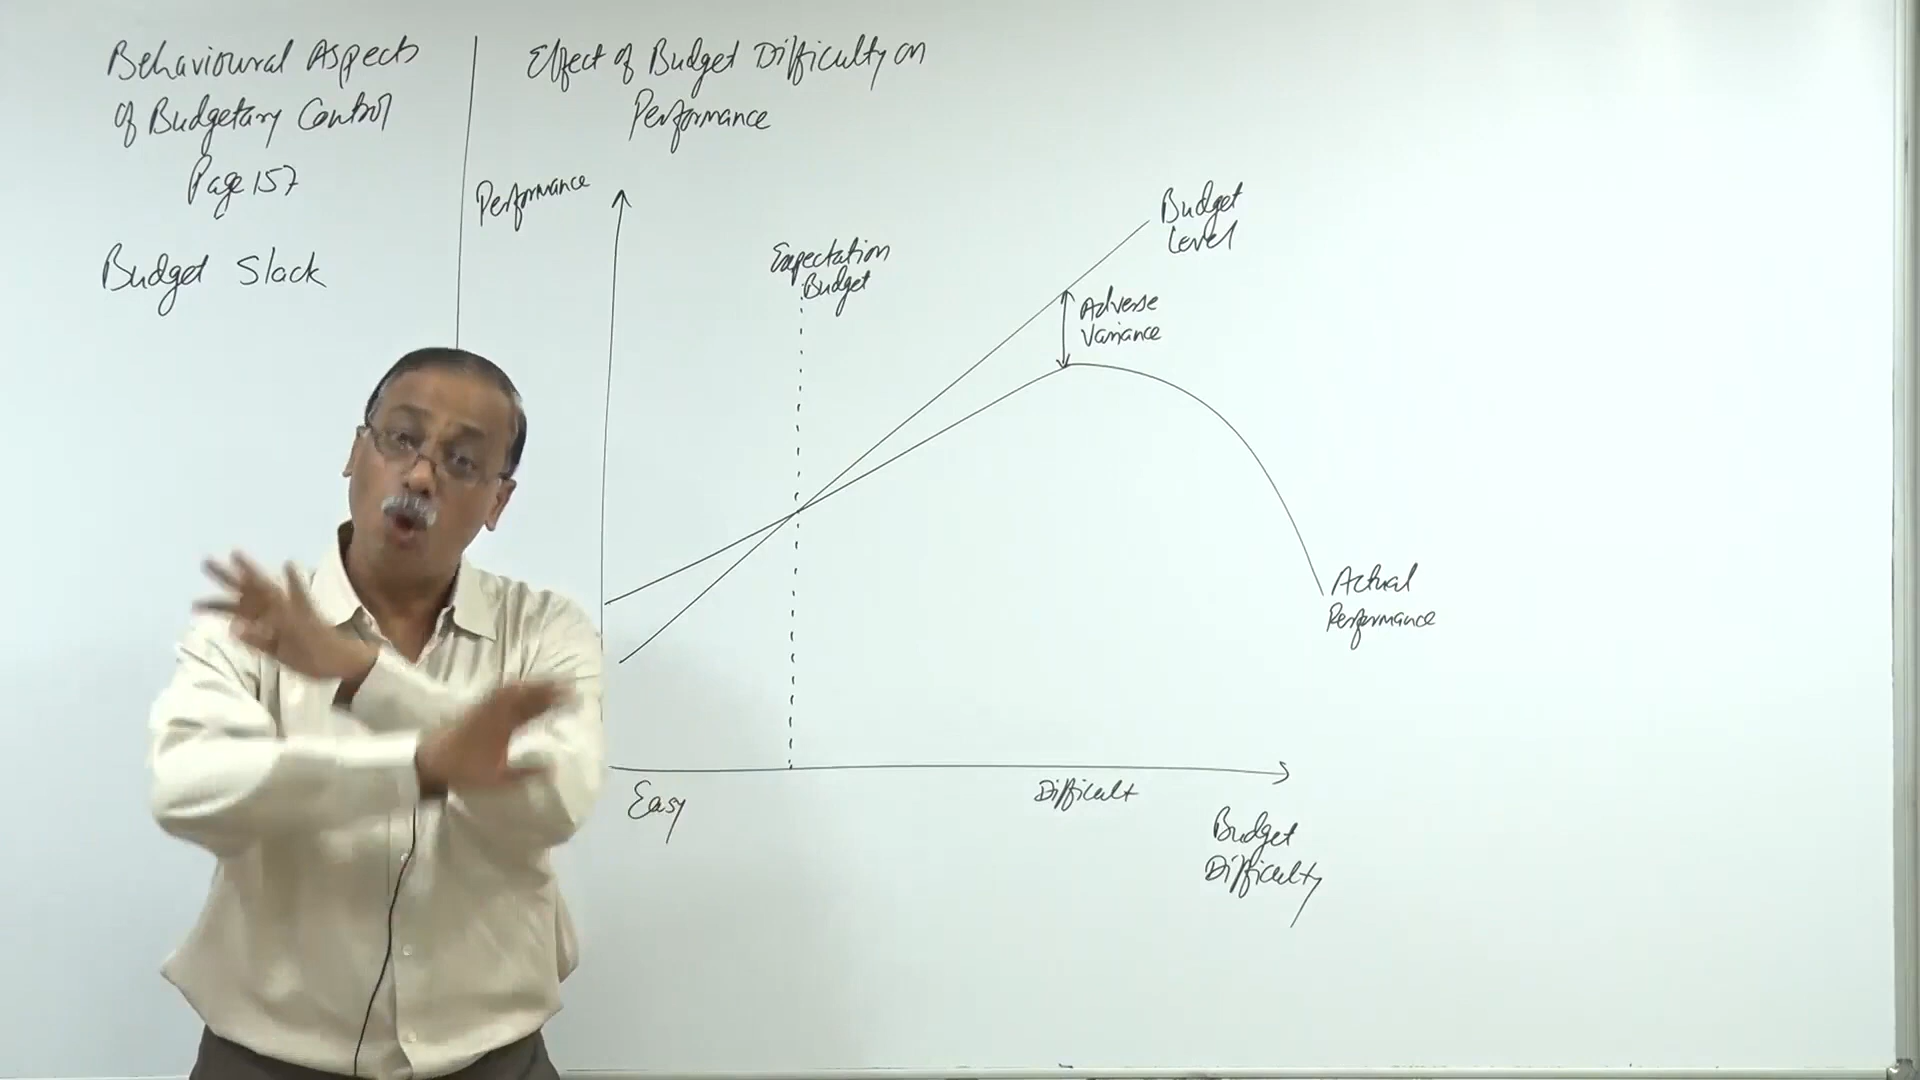 Behavioural Aspects
of Budgetary Control
Page 157
Budget Slack
Effect of Budget Difficulty on
Performance
Performance
Expectation
Budget
Budget
Level
Adverse
Variance
Actual
Performance
Easy
Difficult
Budget
Difficulty